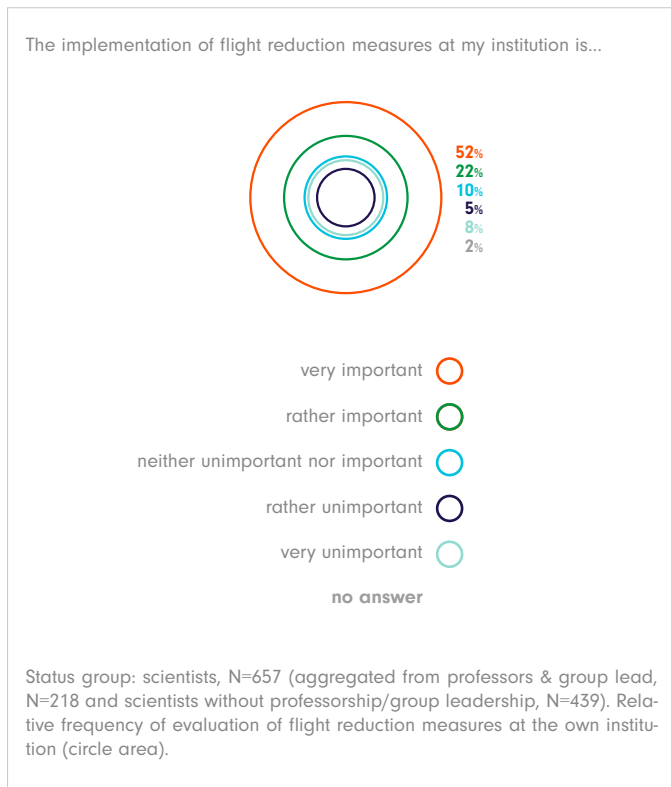 The implementation of flight reduction measures at my institution is...
52%
22%
10%
5%
8%
2%
very important
rather important
neither unimportant nor important
rather unimportant
very unimportant
no answer
Status group: scientists, N=657 (aggregated from professors & group lead,
N=218 and scientists without professorship/group leadership, N=439). Rela-
tive frequency of evaluation of flight reduction measures at the own institu-
tion (circle area).